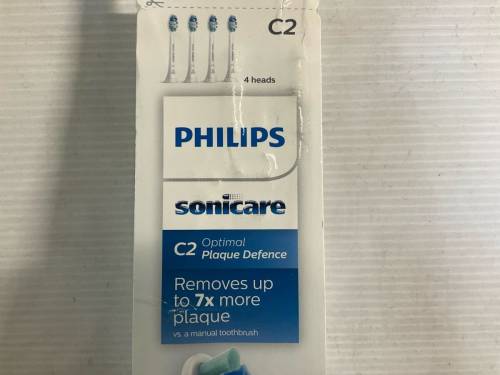 C2
4 heads
PHILIPS
sonicare
C2 Optimal
Plaque Defence
Removes up
to 7x more
plaque
vs. a manual toothbrush